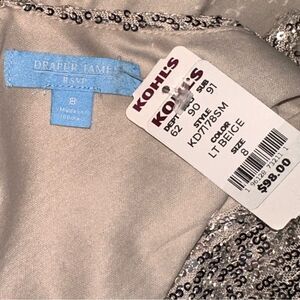 DRAPER JAMES
RSVP
8
KOHL'S
KOHL'S
DEPT SUB
62 90 91
STYLE
KD7178SM
COLOR
LT BEIGE
SIZE
8
$98.00